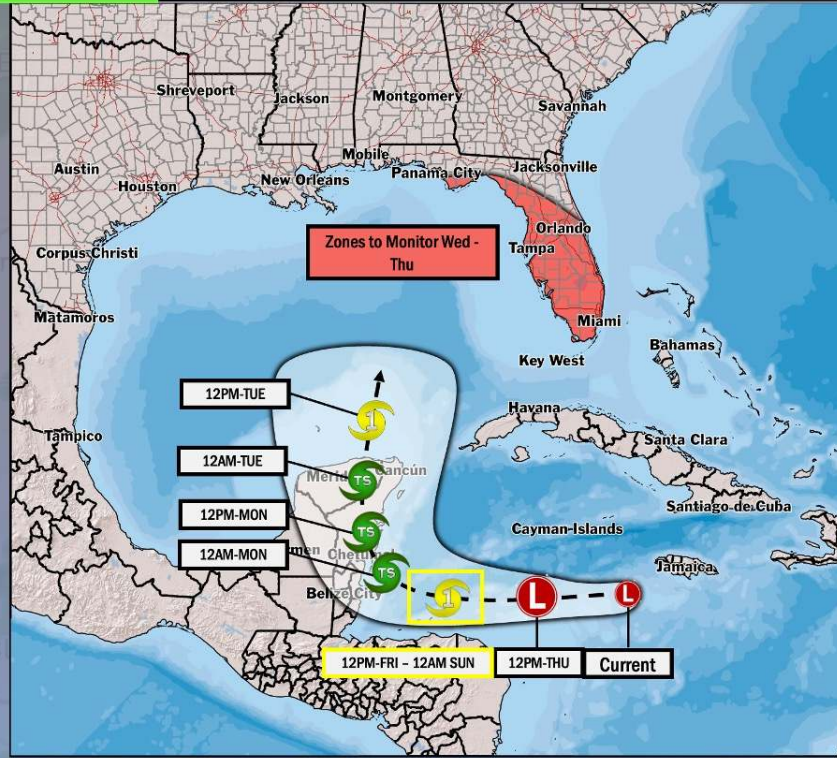 Shreveport
Jackson
Montgomery
Savannah
Austin
Mobile
Jacksonville
Houston
New Orleans
Panama City
Zones to Monitor Wed -
Thu
Orlando
Tampa
Corpus Christi
Matamoros
Miami
Bahamas
Key West
12PM-TUE
1
Havana
Tampico
Santa Clara
12AM-TUE
TS
Cancún
12PM-MON
TS
Santiago de Cuba
Cayman Islands
12AM-MON
TS
Jamaica
Belize City
1
L
L
12PM-FRI – 12AM SUN
12PM-THU
Current